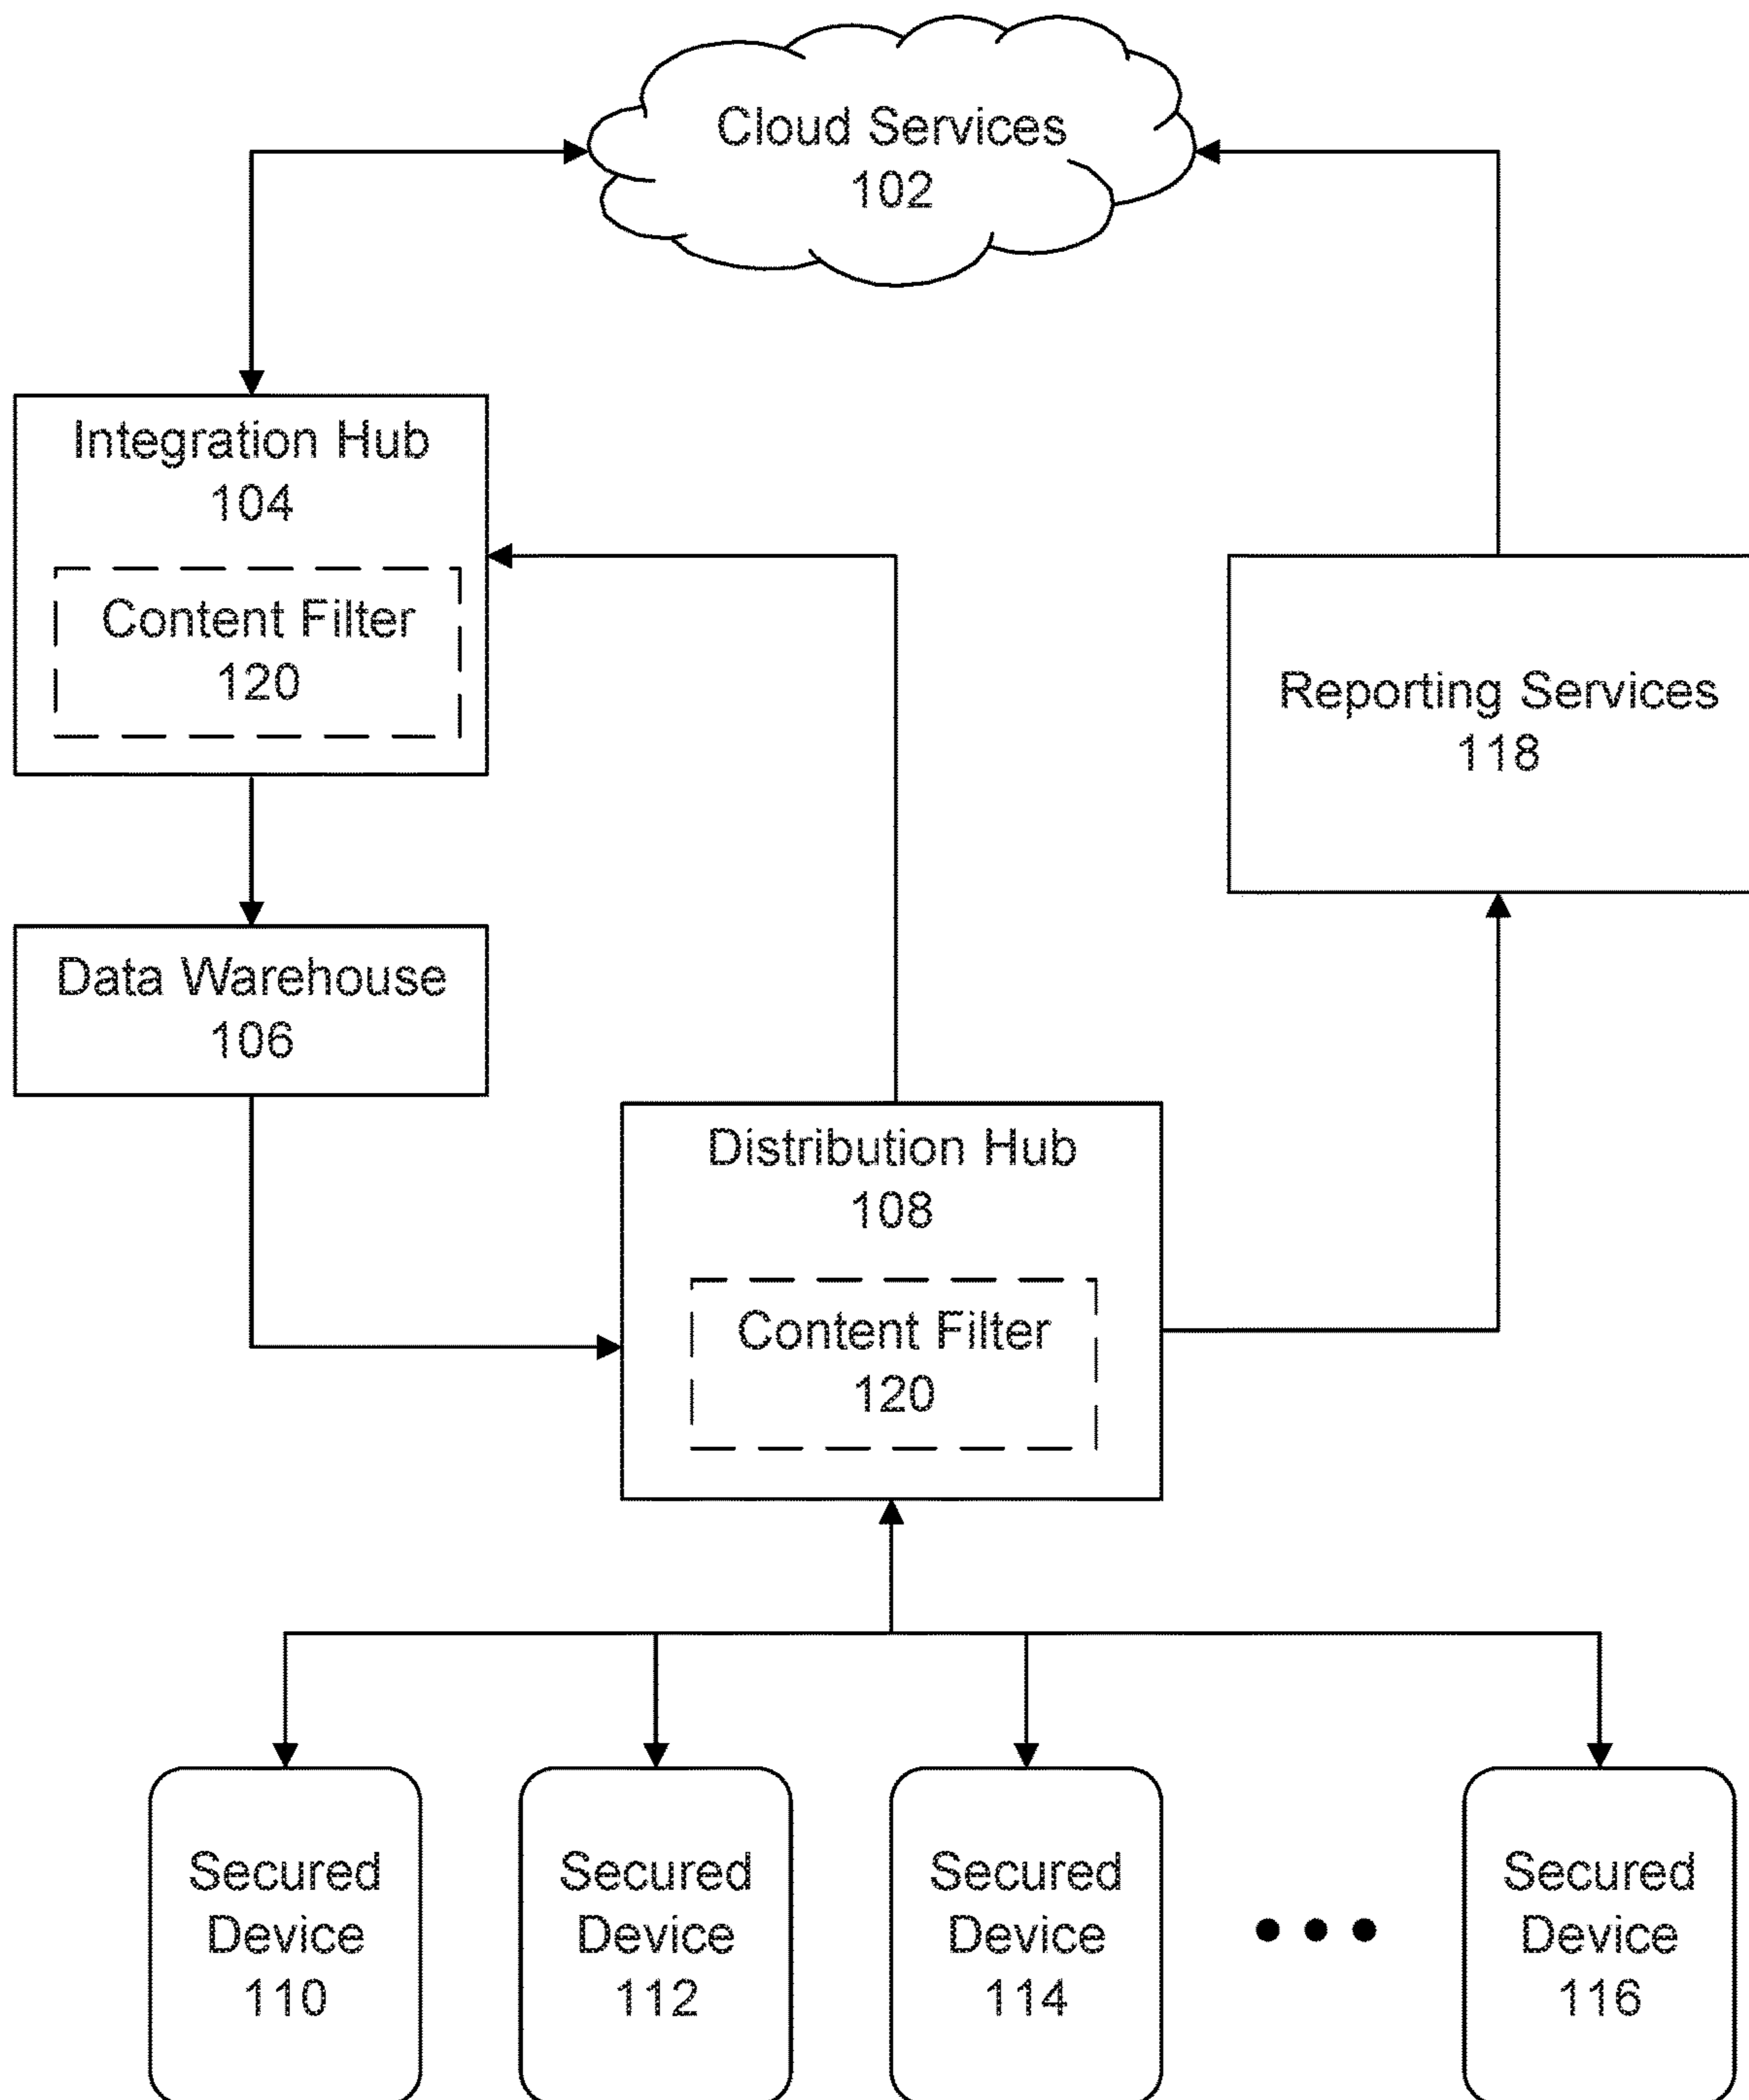 Cloud Services
102
Integration Hub
104
Content Filter
120
Reporting Services
118
Data Warehouse
106
Distribution Hub
108
Content Filter
120
Secured
Device
110
Secured
Device
112
Secured
Device
114
Secured
Device
116